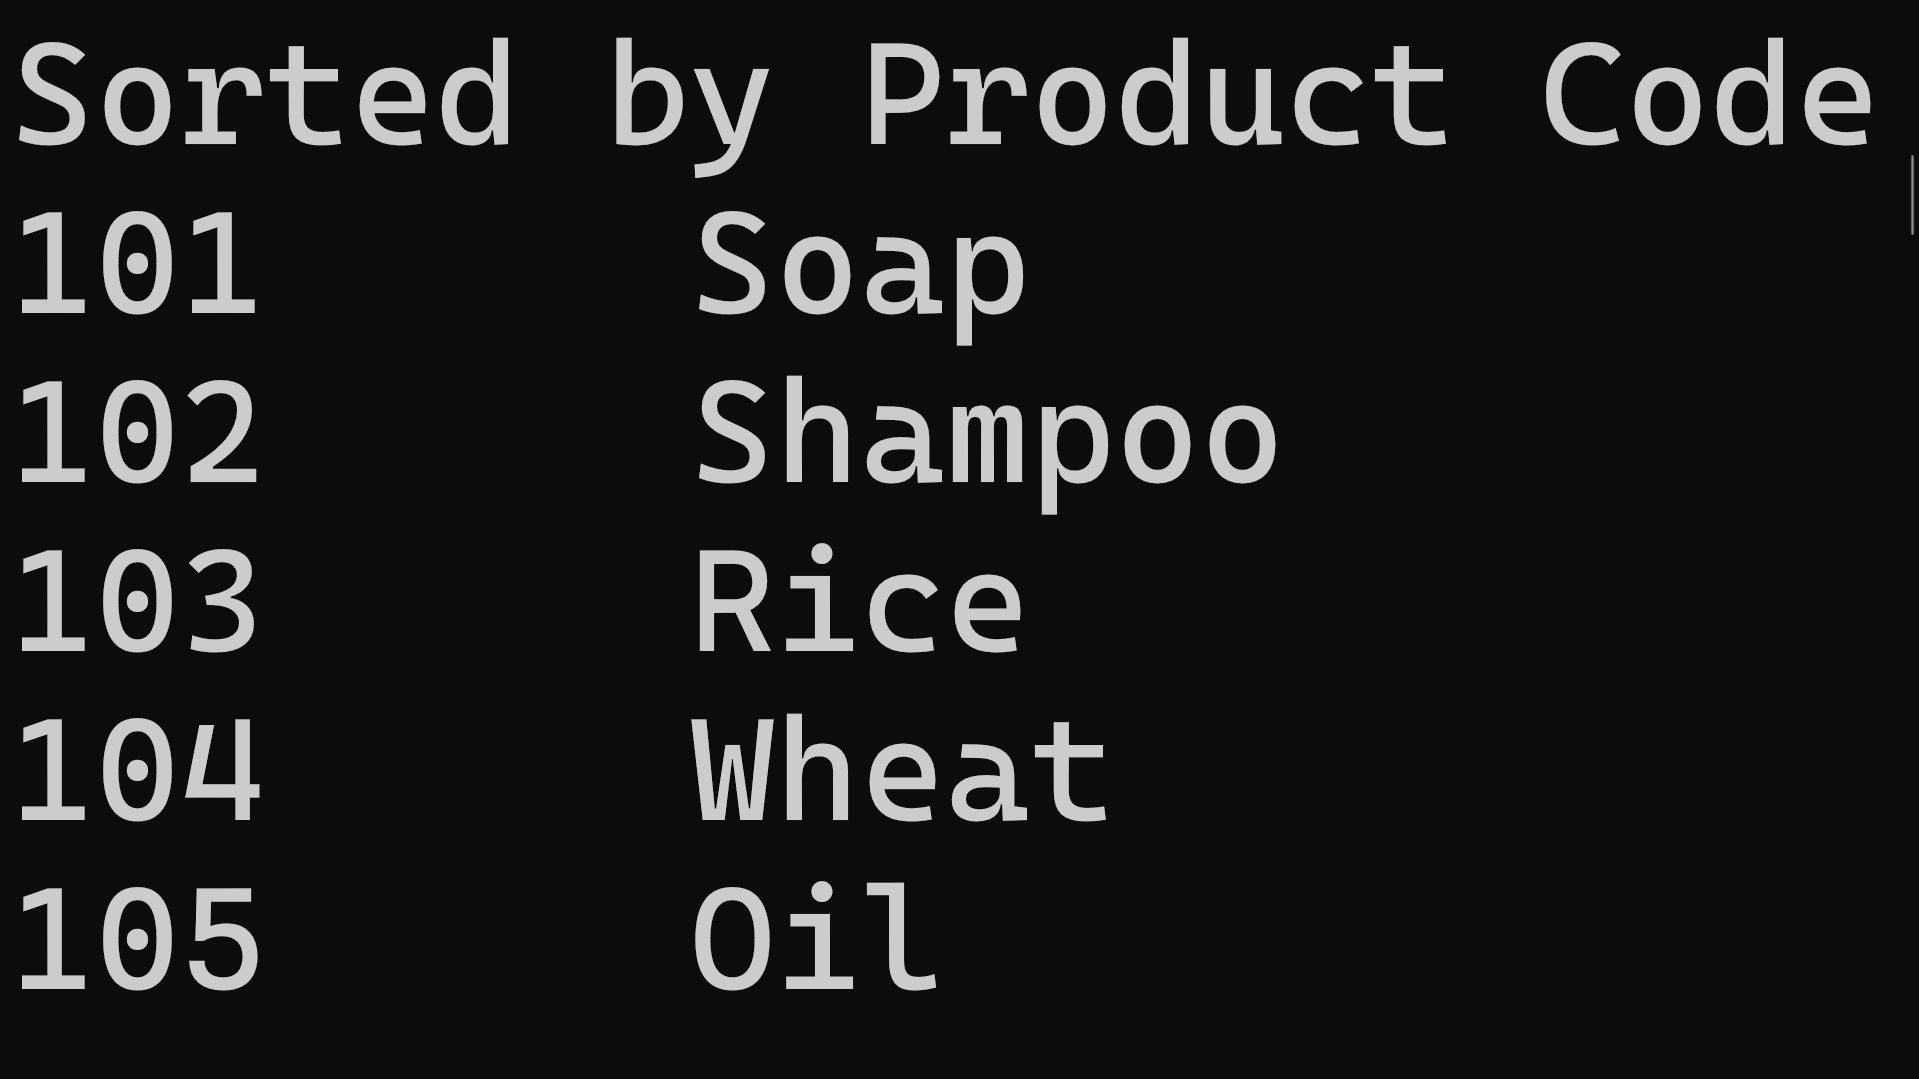 Sorted by Product Code
101 Soap
102 Shampoo
103 Rice
104 Wheat
105 Oil